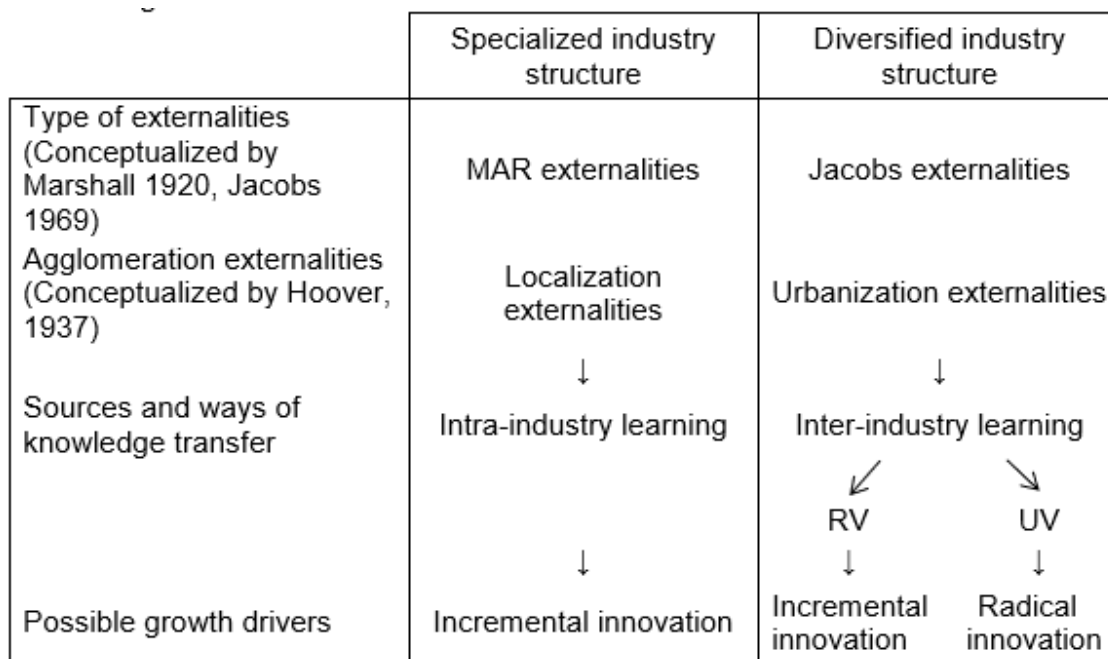 Specialized industry structure
Diversified industry structure
Type of externalities
(Conceptualized by
Marshall 1920, Jacobs
1969)
MAR externalities
Jacobs externalities
Agglomeration externalities
(Conceptualized by Hoover,
1937)
Localization
externalities
Urbanization externalities
↓
↓
Sources and ways of
knowledge transfer
Intra-industry learning
Inter-industry learning
↙ ↘
RV
UV
↓
↓
↓
Possible growth drivers
Incremental innovation
Incremental
innovation
Radical
innovation